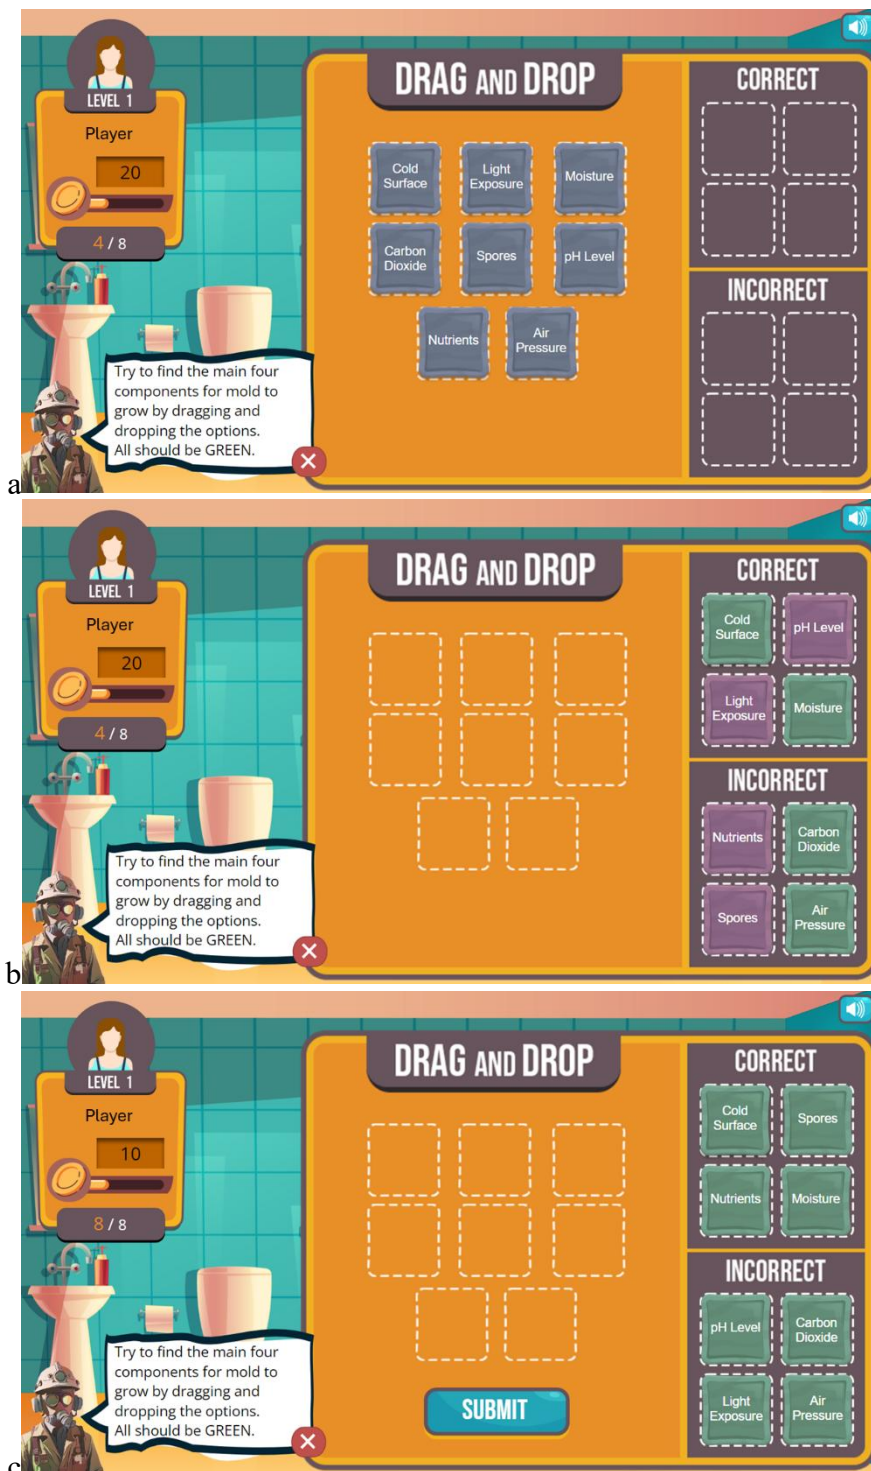 DRAG AND DROP
CORRECT
LEVEL 1
Player
20
4 / 8
Cold
Surface
Light
Exposure
Moisture
Carbon
Dioxide
Spores
pH Level
Nutrients
Air
Pressure
INCORRECT
Try to find the main four
components for mold to
grow by dragging and
dropping the options.
All should be GREEN.
a
DRAG AND DROP
CORRECT
LEVEL 1
Player
20
4 / 8
Cold
Surface
pH Level
Light
Exposure
Moisture
INCORRECT
Nutrients
Carbon
Dioxide
Spores
Air
Pressure
Try to find the main four
components for mold to
grow by dragging and
dropping the options.
All should be GREEN.
b
DRAG AND DROP
CORRECT
LEVEL 1
Player
10
8 / 8
Cold
Surface
Spores
Nutrients
Moisture
INCORRECT
pH Level
Carbon
Dioxide
Light
Exposure
Air
Pressure
Try to find the main four
components for mold to
grow by dragging and
dropping the options.
All should be GREEN.
SUBMIT
c